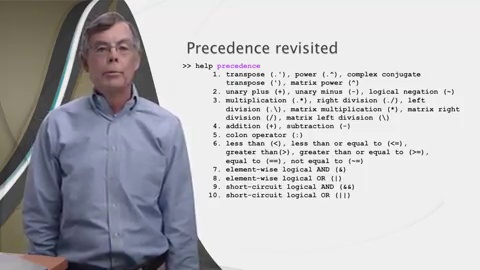 Precedence revisited
>> help precedence
1. transpose (.'), power (.^), complex conjugate
transpose ('), matrix power (^)
2. unary plus (+), unary minus (-), logical negation (~)
3. multiplication (.*), right division (./), left
division (.\), matrix multiplication (*), matrix right
division (/), matrix left division (\)
4. addition (+), subtraction (-)
5. colon operator (:)
6. less than (<), less than or equal to (<=),
greater than(>), greater than or equal to (>=),
equal to (==), not equal to (~=)
7. element-wise logical AND (&)
8. element-wise logical OR (|)
9. short-circuit logical AND (&&)
10. short-circuit logical OR (||)